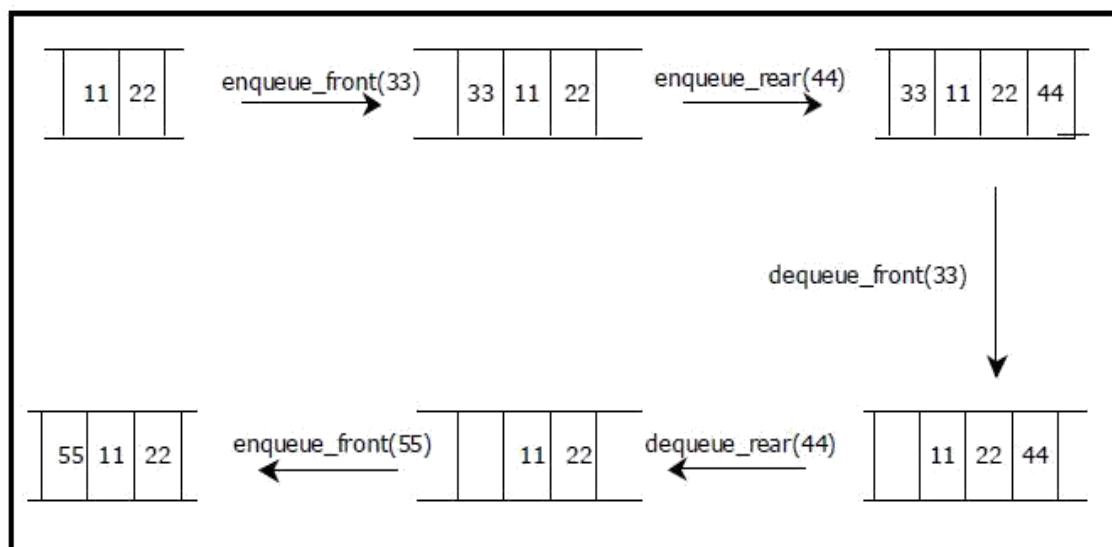 11 22
enqueue_front(33)
33 11 22
enqueue_rear(44)
33 11 22 44
dequeue_front(33)
11 22 44
dequeue_rear(44)
11 22
enqueue_front(55)
55 11 22